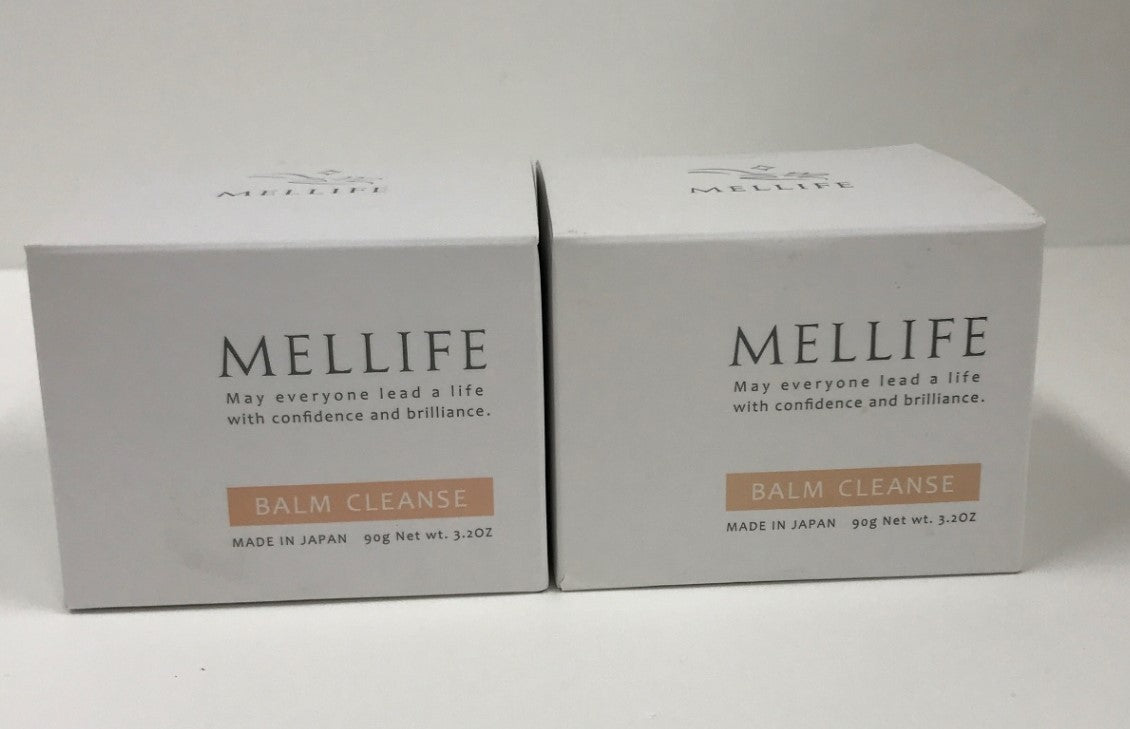 MELLIFE
MELLIFE
May everyone lead a life
with confidence and brilliance.
BALM CLEANSE
MADE IN JAPAN 90g Net wt. 3.2OZ
MELLIFE
MELLIFE
May everyone lead a life
with confidence and brilliance.
BALM CLEANSE
MADE IN JAPAN 90g Net wt. 3.2OZ